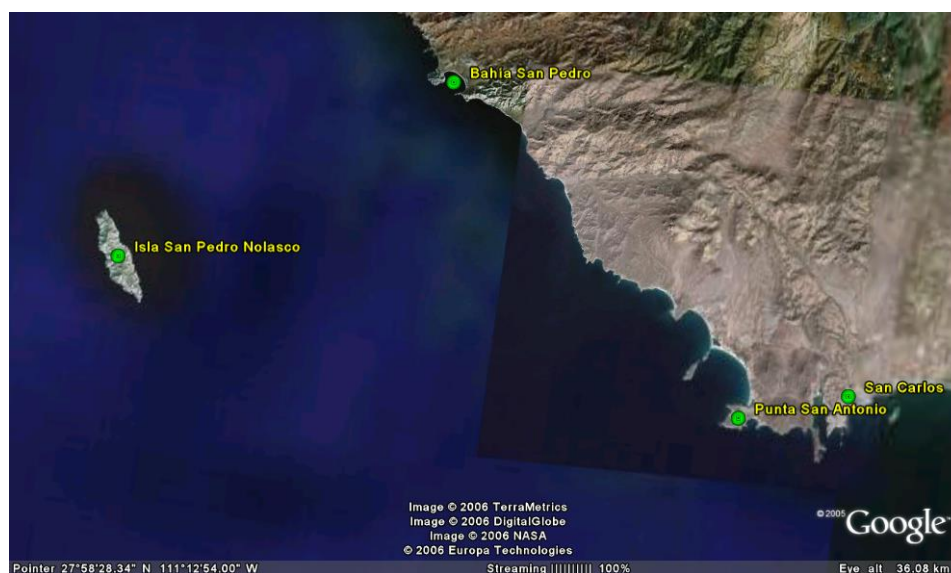 Bahia San Pedro
Isla San Pedro Nolasco
San Carlos
Punta San Antonio
Image © 2006 TerraMetrics
Image © 2006 DigitalGlobe
Image © 2006 NASA
© 2006 Europa Technologies
© 2005 Google
Pointer 27°58'28.34" N 111°12'54.00" W Streaming |||||||||| 100% Eye alt 36.08 km